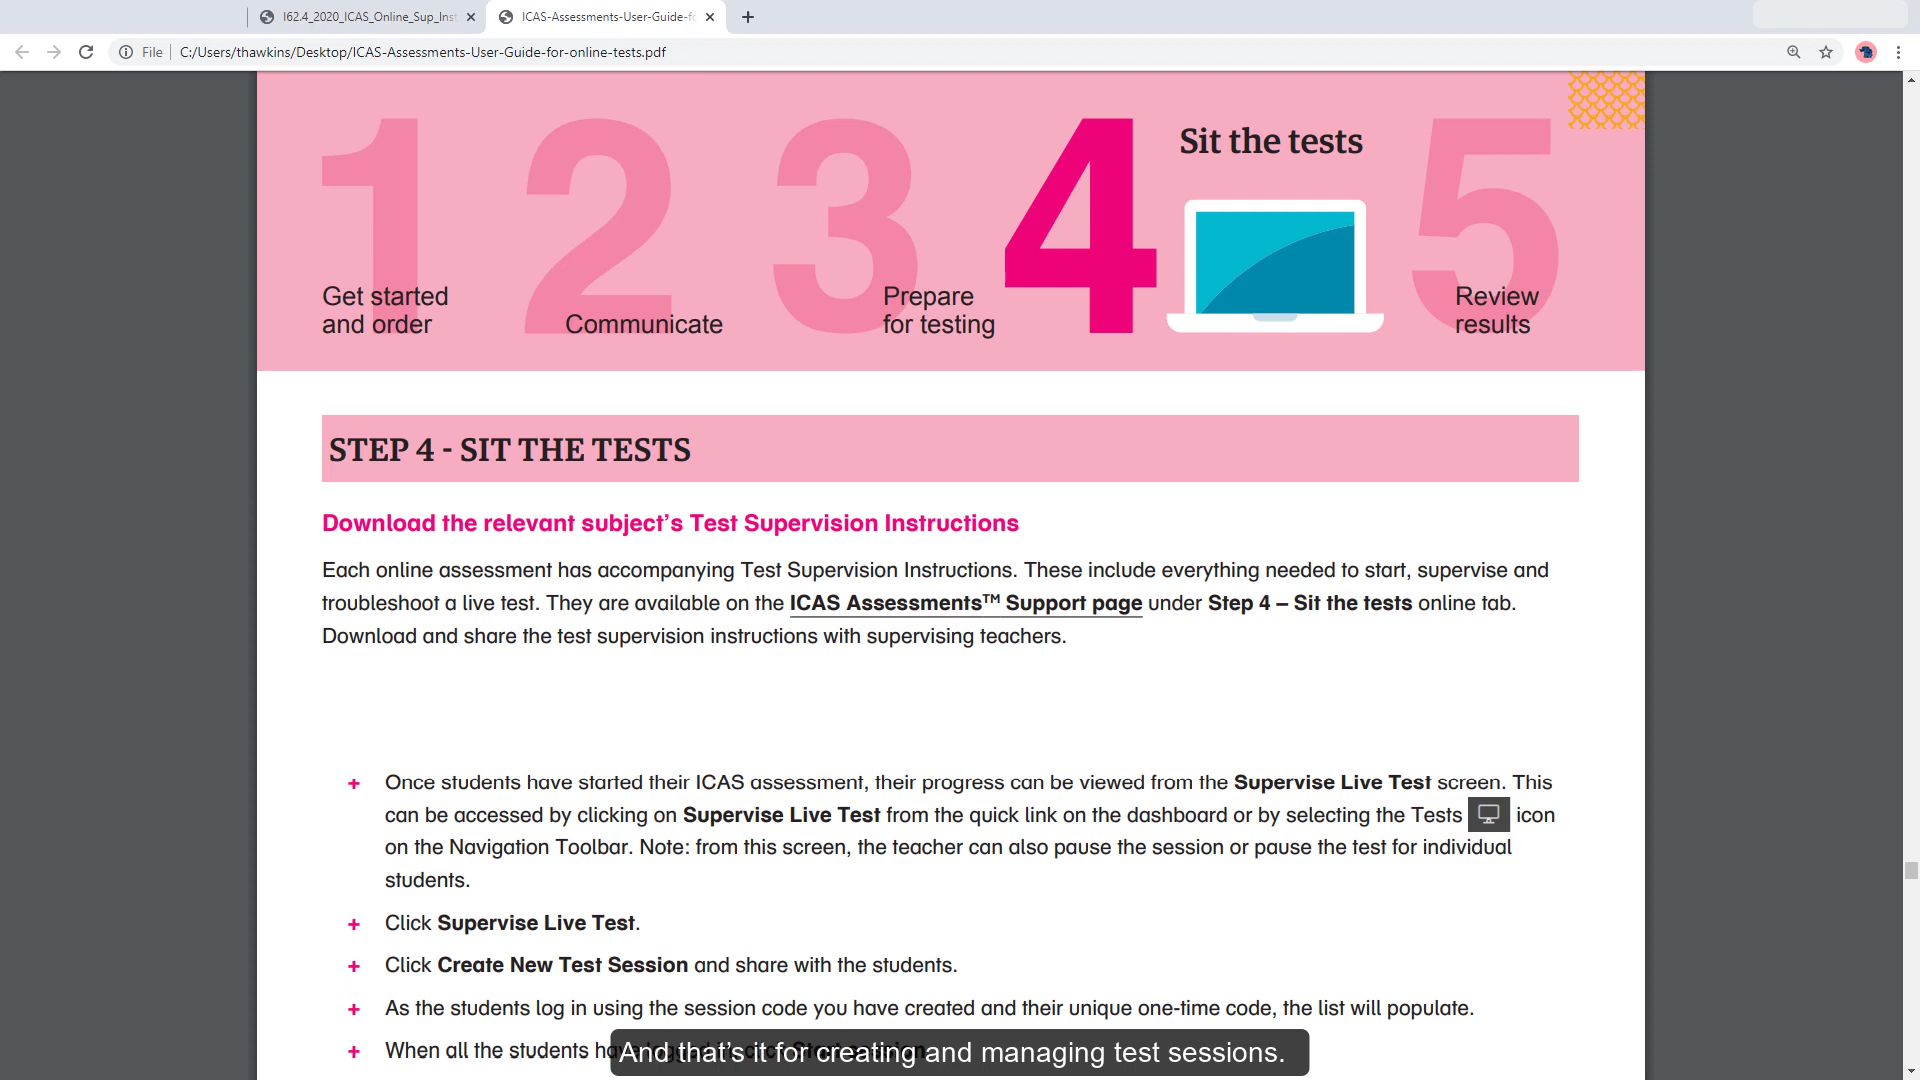 I62.4_2020_ICAS_Online_Sup_Inst
ICAS-Assessments-User-Guide-fo
File
C:/Users/thawkins/Desktop/ICAS-Assessments-User-Guide-for-online-tests.pdf
1 2 3 4 5
Sit the tests
Get started
and order
Communicate
Prepare
for testing
Review
results
STEP 4 - SIT THE TESTS
Download the relevant subject's Test Supervision Instructions
Each online assessment has accompanying Test Supervision Instructions. These include everything needed to start, supervise and
troubleshoot a live test. They are available on the ICAS Assessments™ Support page under Step 4 – Sit the tests online tab.
Download and share the test supervision instructions with supervising teachers.
+ Once students have started their ICAS assessment, their progress can be viewed from the Supervise Live Test screen. This
can be accessed by clicking on Supervise Live Test from the quick link on the dashboard or by selecting the Tests icon
on the Navigation Toolbar. Note: from this screen, the teacher can also pause the session or pause the test for individual
students.
+ Click Supervise Live Test.
+ Click Create New Test Session and share with the students.
+ As the students log in using the session code you have created and their unique one-time code, the list will populate.
+ When all the students
And that's it for creating and managing test sessions.